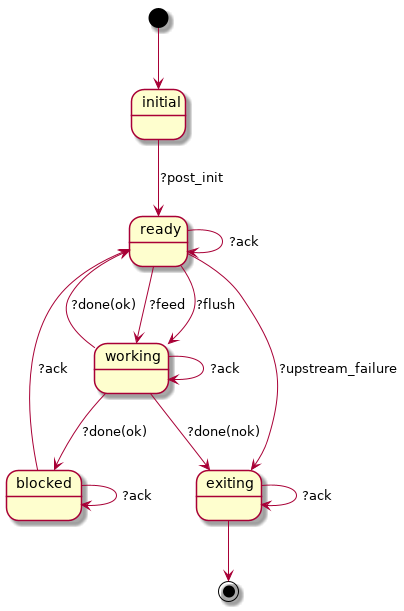 initial
?post_init
ready
?ack
?done(ok)
?feed
?flush
working
?ack
?ack
?upstream_failure
?done(ok)
?done(nok)
blocked
?ack
exiting
?ack